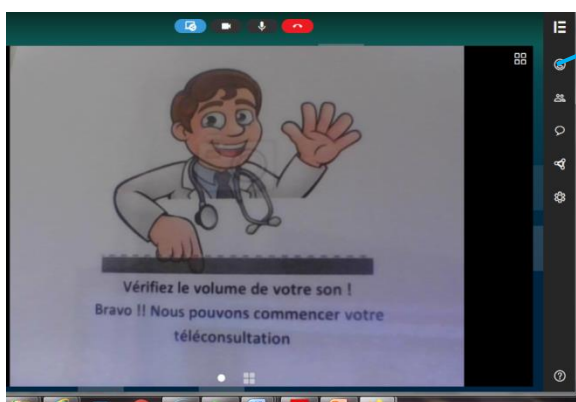 Vérifiez le volume de votre son !
Bravo !! Nous pouvons commencer votre
téléconsultation